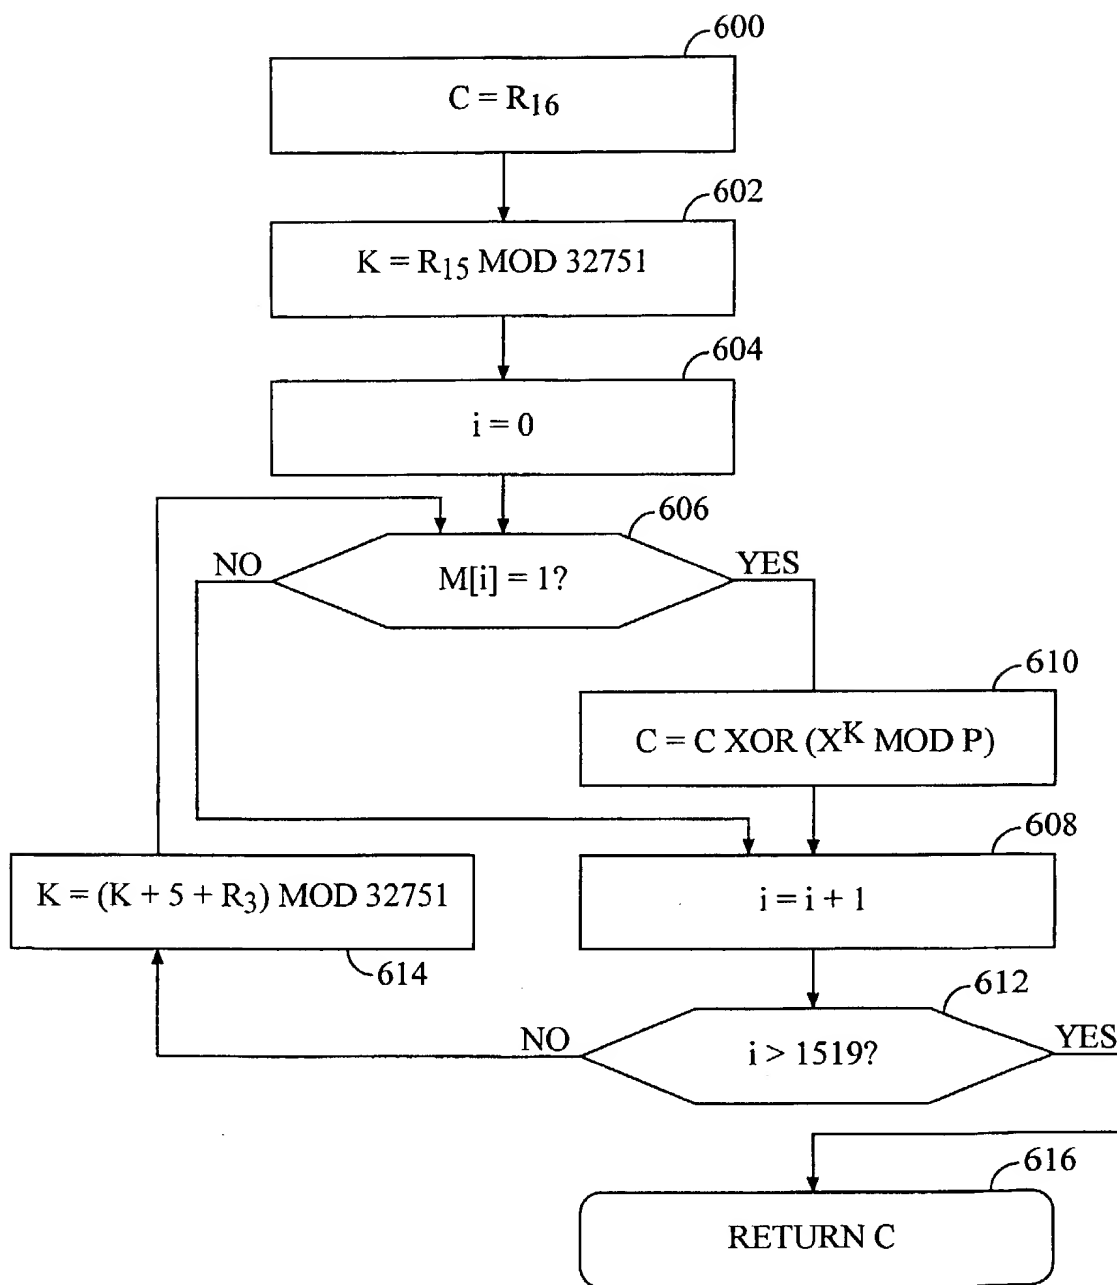 600
C = R16
602
K = R15 MOD 32751
604
i = 0
606
NO
M[i] = 1?
YES
610
C = C XOR (X^K MOD P)
608
K = (K + 5 + R3) MOD 32751
i = i + 1
614
612
NO
i > 1519?
YES
616
RETURN C